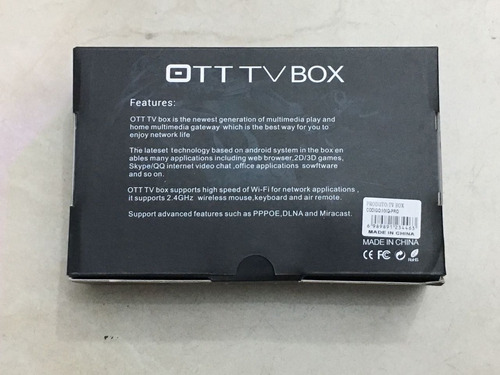 OTT TV BOX
Features:
OTT TV box is the newest generation of multimedia play and
home multimedia gateway which is the best way for you to
enjoy network life
The lateset technology based on android system in the box en
ables many applications including web browser,2D/3D games,
Skype/QQ internet video chat ,office applications sowftware
and so on.
OTT TV box supports high speed of Wi-Fi for network applications ,
it supports 2.4GHz wireless mouse,keyboard and air remote.
Support advanced features such as PPPOE,DLNA and Miracast.
MADE IN CHINA
MADE IN CHINA
CE FC RoHS